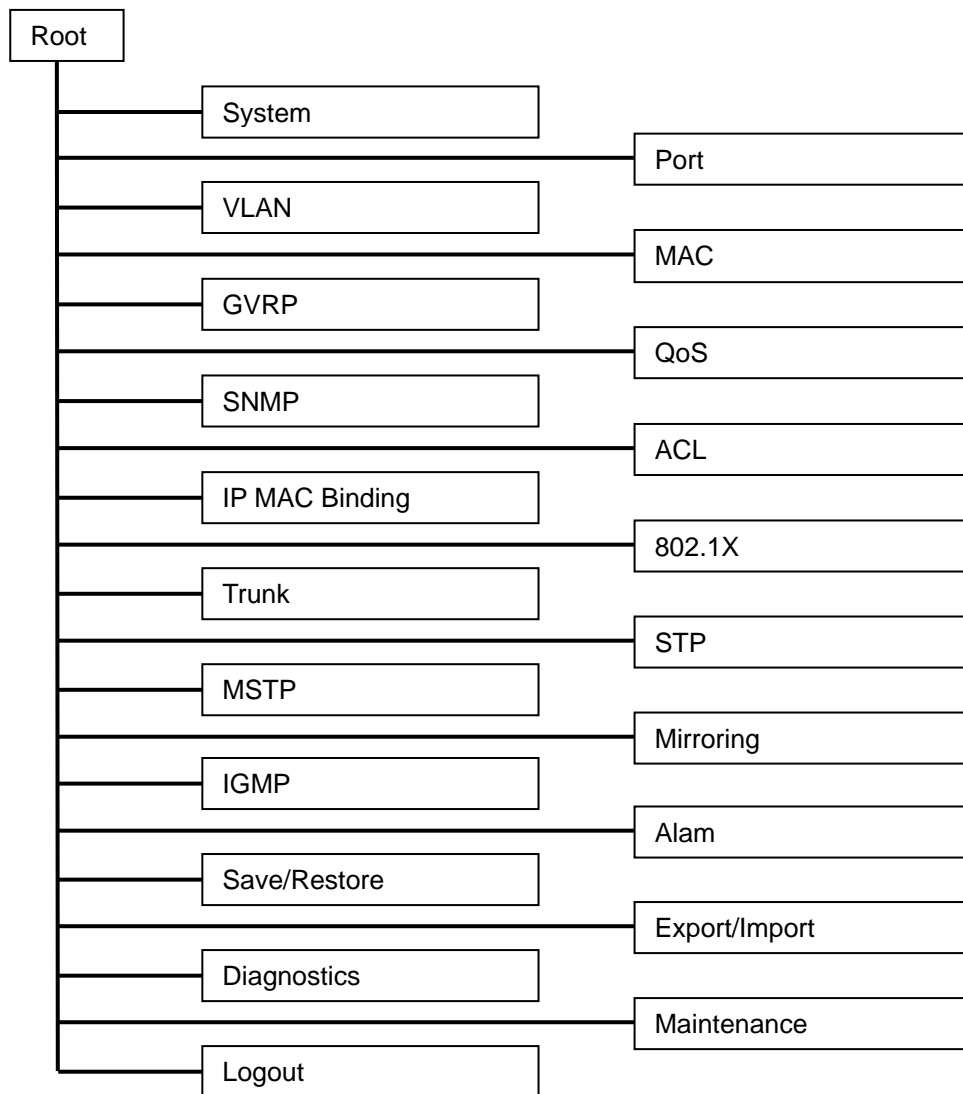 Root
System
Port
VLAN
MAC
GVRP
QoS
SNMP
ACL
IP MAC Binding
802.1X
Trunk
STP
MSTP
Mirroring
IGMP
Alam
Save/Restore
Export/Import
Diagnostics
Maintenance
Logout